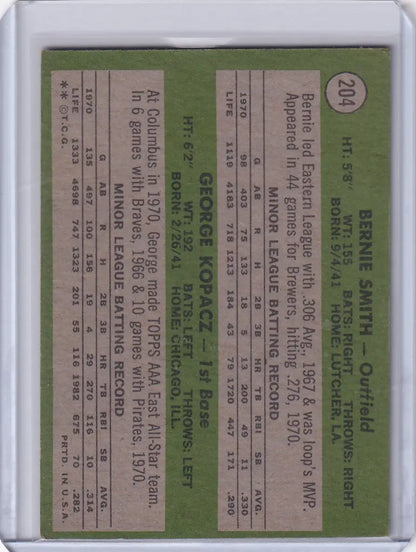 204
BERNIE SMITH — Outfield
HT: 5'8" WT: 155 BATS: RIGHT THROWS: RIGHT
BORN: 9/4/41 HOME: LUTCHER, LA.
Bernie led Eastern League with .306 Avg., 1967 & was loop's MVP.
Appeared in 44 games for Brewers, hitting .276, 1970.
MINOR LEAGUE BATTING RECORD
G AB R H 2B 3B HR TB RBI SB AVG.
1970 98 403 75 133 18 5 13 200 49 11 .330
LIFE 1119 4183 718 1213 184 43 79 1720 447 171 .290
GEORGE KOPACZ — 1st Base
HT: 6'2" WT: 192 BATS: LEFT THROWS: LEFT
BORN: 2/26/41 HOME: CHICAGO, ILL.
At Columbus in 1970, George made TOPPS AAA East All-Star team.
In 6 games with Braves, 1966 & 10 games with Pirates, 1970.
MINOR LEAGUE BATTING RECORD
G AB R H 2B 3B HR TB RBI SB AVG.
1970 135 497 100 156 19 4 29 270 116 10 .314
LIFE 1333 4698 747 1323 201 55 116 1982 675 70 .282
** © T.C.G. PRTD. IN U.S.A.